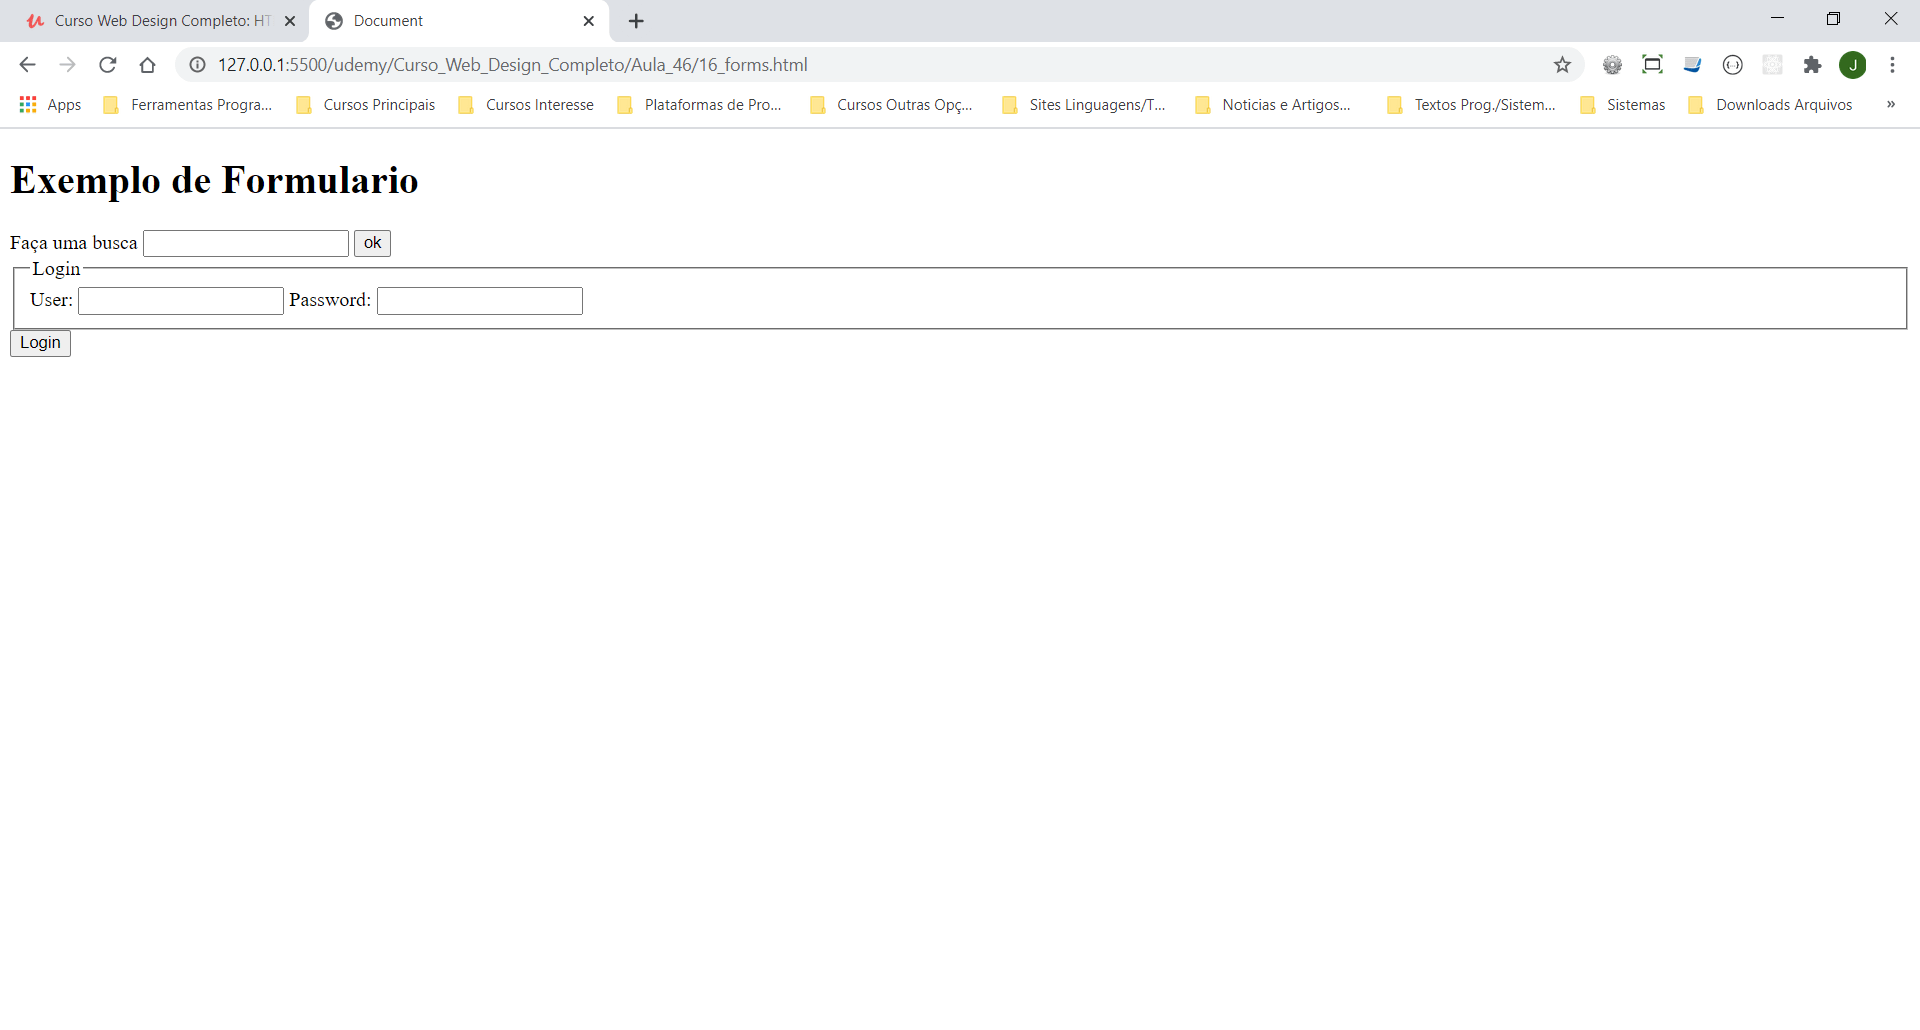 Curso Web Design Completo: HT
Document
127.0.0.1:5500/udemy/Curso_Web_Design_Completo/Aula_46/16_forms.html
J
Apps Ferramentas Progra... Cursos Principais Cursos Interesse Plataformas de Pro... Cursos Outras Opç... Sites Linguagens/T... Noticias e Artigos... Textos Prog./Sistem... Sistemas Downloads Arquivos »
Exemplo de Formulario
Faça uma busca ok
Login
User: Password:
Login